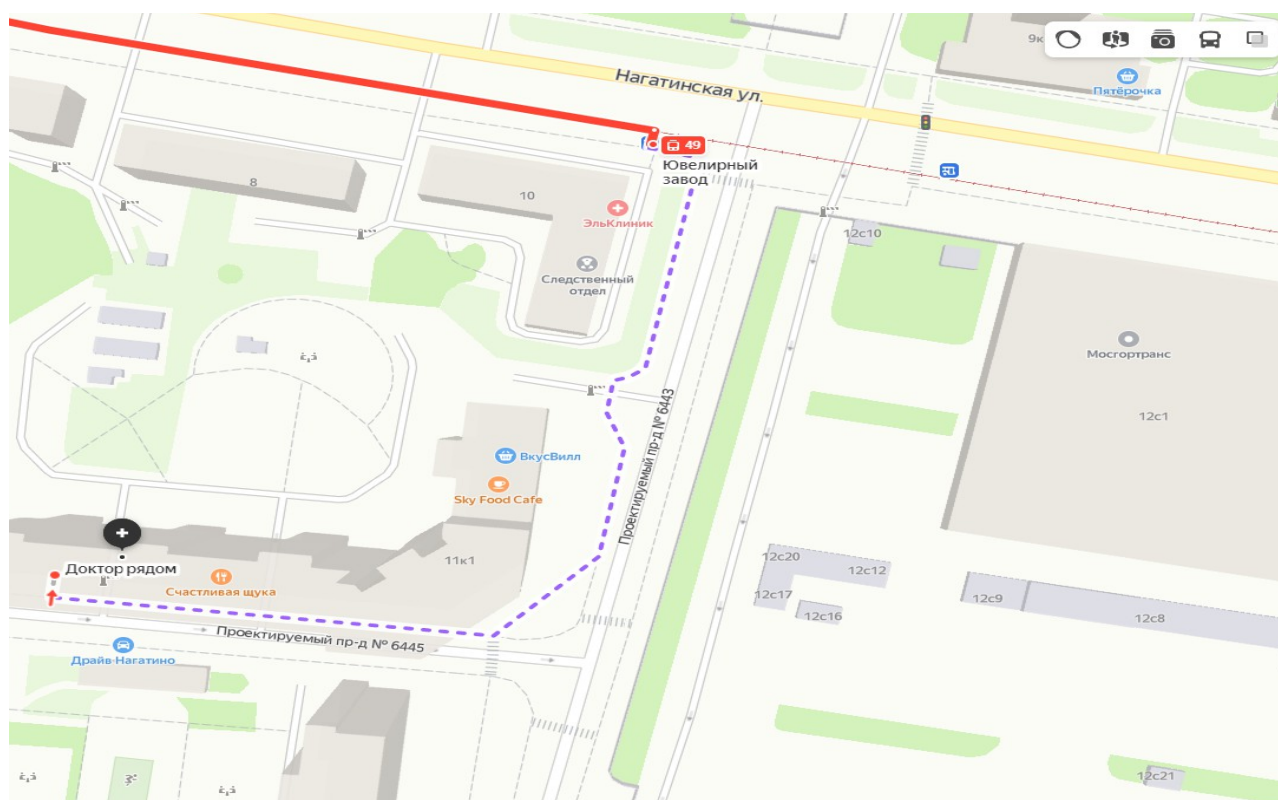 9к
Пятёрочка
Нагатинская ул.
49
Ювелирный
завод
8
10
ЭльКлиник
Следственный
отдел
12с10
Мосгортранс
12с1
Проектируемый пр-д № 6443
ВкусВилл
Sky Food Cafe
11к1
12с20
12с12
12с17
12с16
12с9
12с8
Доктор рядом
Счастливая щука
Проектируемый пр-д № 6445
Драйв Нагатино
12с21